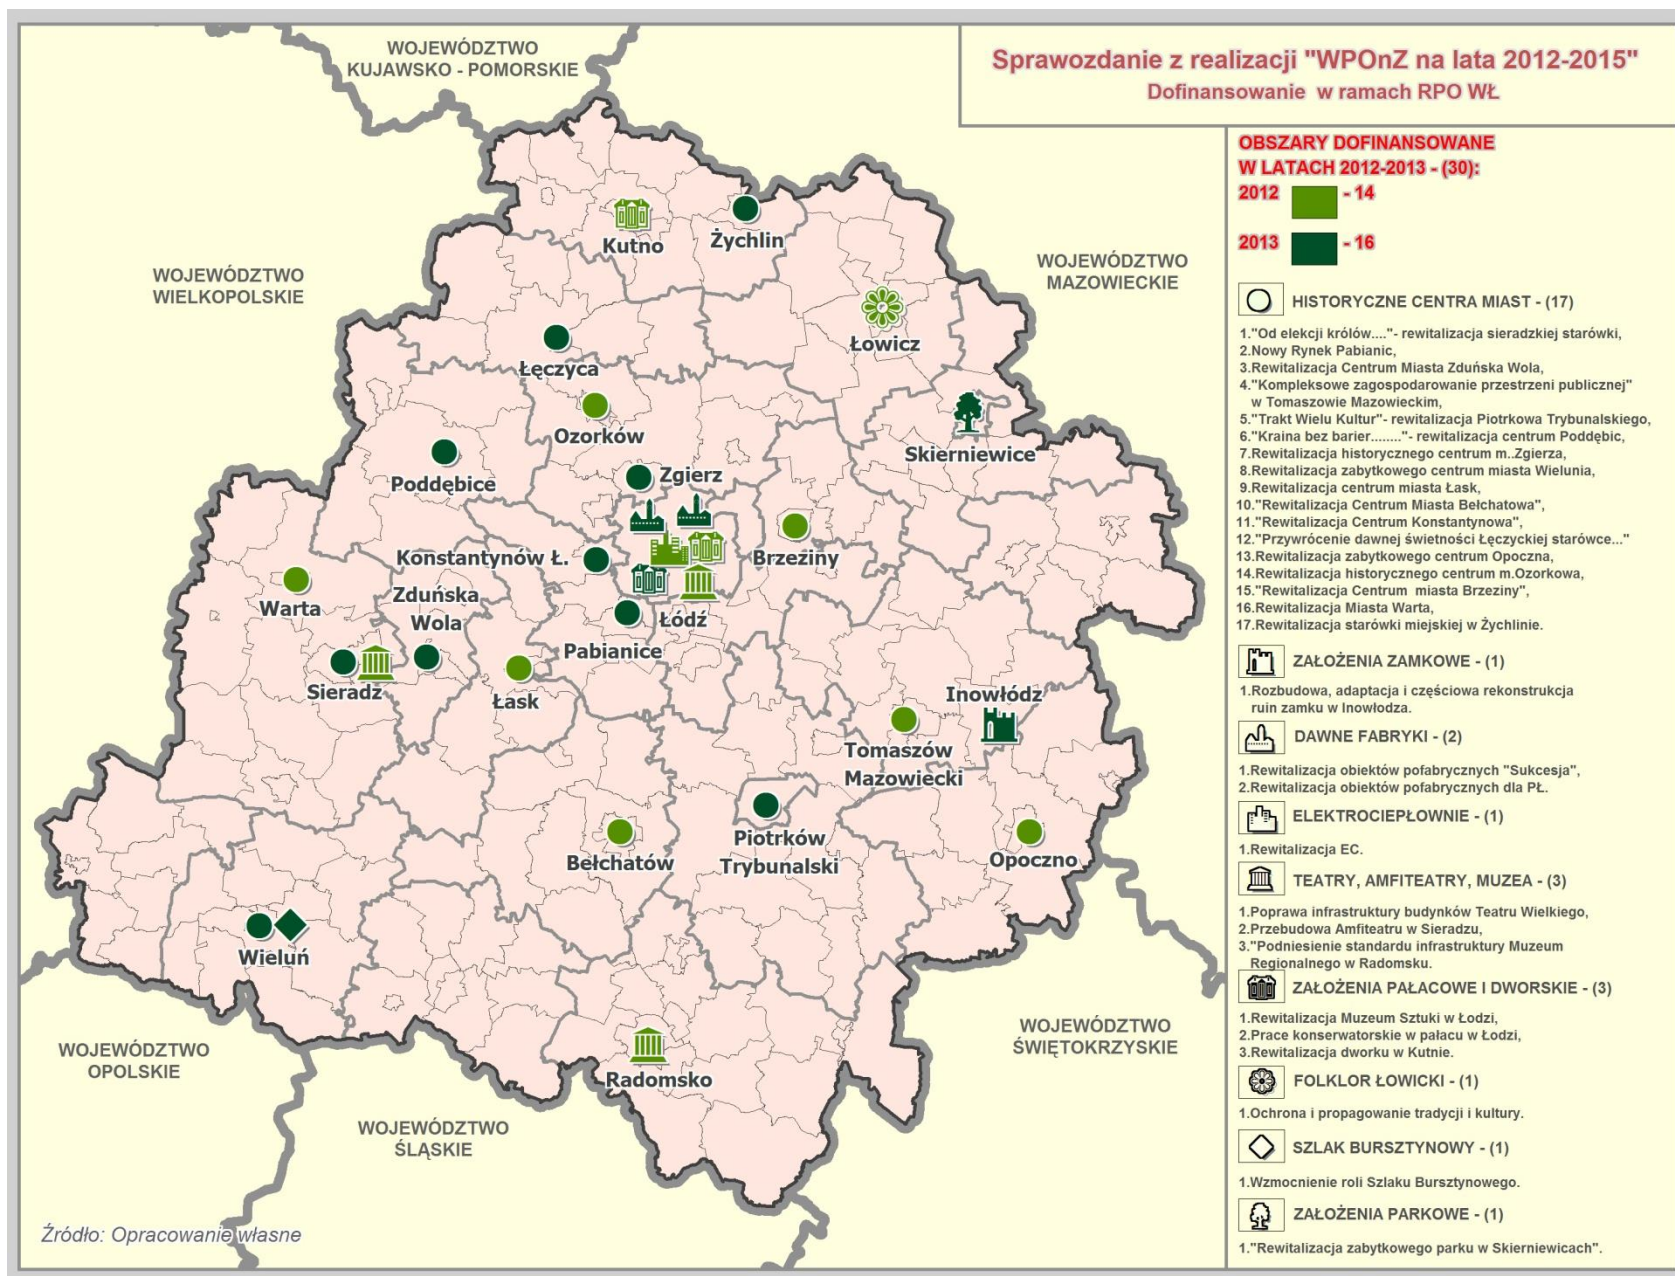 Sprawozdanie z realizacji "WPOnZ na lata 2012-2015"
Dofinansowanie w ramach RPO WŁ
WOJEWÓDZTWO
KUJAWSKO - POMORSKIE
WOJEWÓDZTWO
WIELKOPOLSKIE
WOJEWÓDZTWO
MAZOWIECKIE
Kutno
Żychlin
Łowicz
Łęczyca
Ozorków
Skierniewice
Poddębice
Zgierz
Brzeziny
Konstantynów Ł.
Warta
Zduńska
Wola
Łódź
Pabianice
Sieradz
Łask
Inowłódz
Tomaszów
Mazowiecki
Piotrków
Trybunalski
Bełchatów
Opoczno
Wieluń
Radomsko
WOJEWÓDZTWO
OPOLSKIE
WOJEWÓDZTWO
ŚLĄSKIE
WOJEWÓDZTWO
ŚWIĘTOKRZYSKIE
Źródło: Opracowanie własne
OBSZARY DOFINANSOWANE
W LATACH 2012-2013 - (30):
2012 - 14
2013 - 16
HISTORYCZNE CENTRA MIAST - (17)
1."Od elekcji królów...."- rewitalizacja sieradzkiej starówki,
2.Nowy Rynek Pabianic,
3.Rewitalizacja Centrum Miasta Zduńska Wola,
4."Kompleksowe zagospodarowanie przestrzeni publicznej"
w Tomaszowie Mazowieckim,
5."Trakt Wielu Kultur"- rewitalizacja Piotrkowa Trybunalskiego,
6."Kraina bez barier........"- rewitalizacja centrum Poddębic,
7.Rewitalizacja historycznego centrum m..Zgierza,
8.Rewitalizacja zabytkowego centrum miasta Wielunia,
9.Rewitalizacja centrum miasta Łask,
10."Rewitalizacja Centrum Miasta Bełchatowa",
11."Rewitalizacja Centrum Konstantynowa",
12."Przywrócenie dawnej świetności Łęczyckiej starówce..."
13.Rewitalizacja zabytkowego centrum Opoczna,
14.Rewitalizacja historycznego centrum m.Ozorkowa,
15."Rewitalizacja Centrum miasta Brzeziny",
16.Rewitalizacja Miasta Warta,
17.Rewitalizacja starówki miejskiej w Żychlinie.
ZAŁOŻENIA ZAMKOWE - (1)
1.Rozbudowa, adaptacja i częściowa rekonstrukcja
ruin zamku w Inowłodza.
DAWNE FABRYKI - (2)
1.Rewitalizacja obiektów pofabrycznych "Sukcesja",
2.Rewitalizacja obiektów pofabrycznych dla PŁ.
ELEKTROCIEPŁOWNIE - (1)
1.Rewitalizacja EC.
TEATRY, AMFITEATRY, MUZEA - (3)
1.Poprawa infrastruktury budynków Teatru Wielkiego,
2.Przebudowa Amfiteatru w Sieradzu,
3."Podniesienie standardu infrastruktury Muzeum
Regionalnego w Radomsku.
ZAŁOŻENIA PAŁACOWE I DWORSKIE - (3)
1.Rewitalizacja Muzeum Sztuki w Łodzi,
2.Prace konserwatorskie w pałacu w Łodzi,
3.Rewitalizacja dworku w Kutnie.
FOLKLOR ŁOWICKI - (1)
1.Ochrona i propagowanie tradycji i kultury.
SZLAK BURSZTYNOWY - (1)
1.Wzmocnienie roli Szlaku Bursztynowego.
ZAŁOŻENIA PARKOWE - (1)
1."Rewitalizacja zabytkowego parku w Skierniewicach".